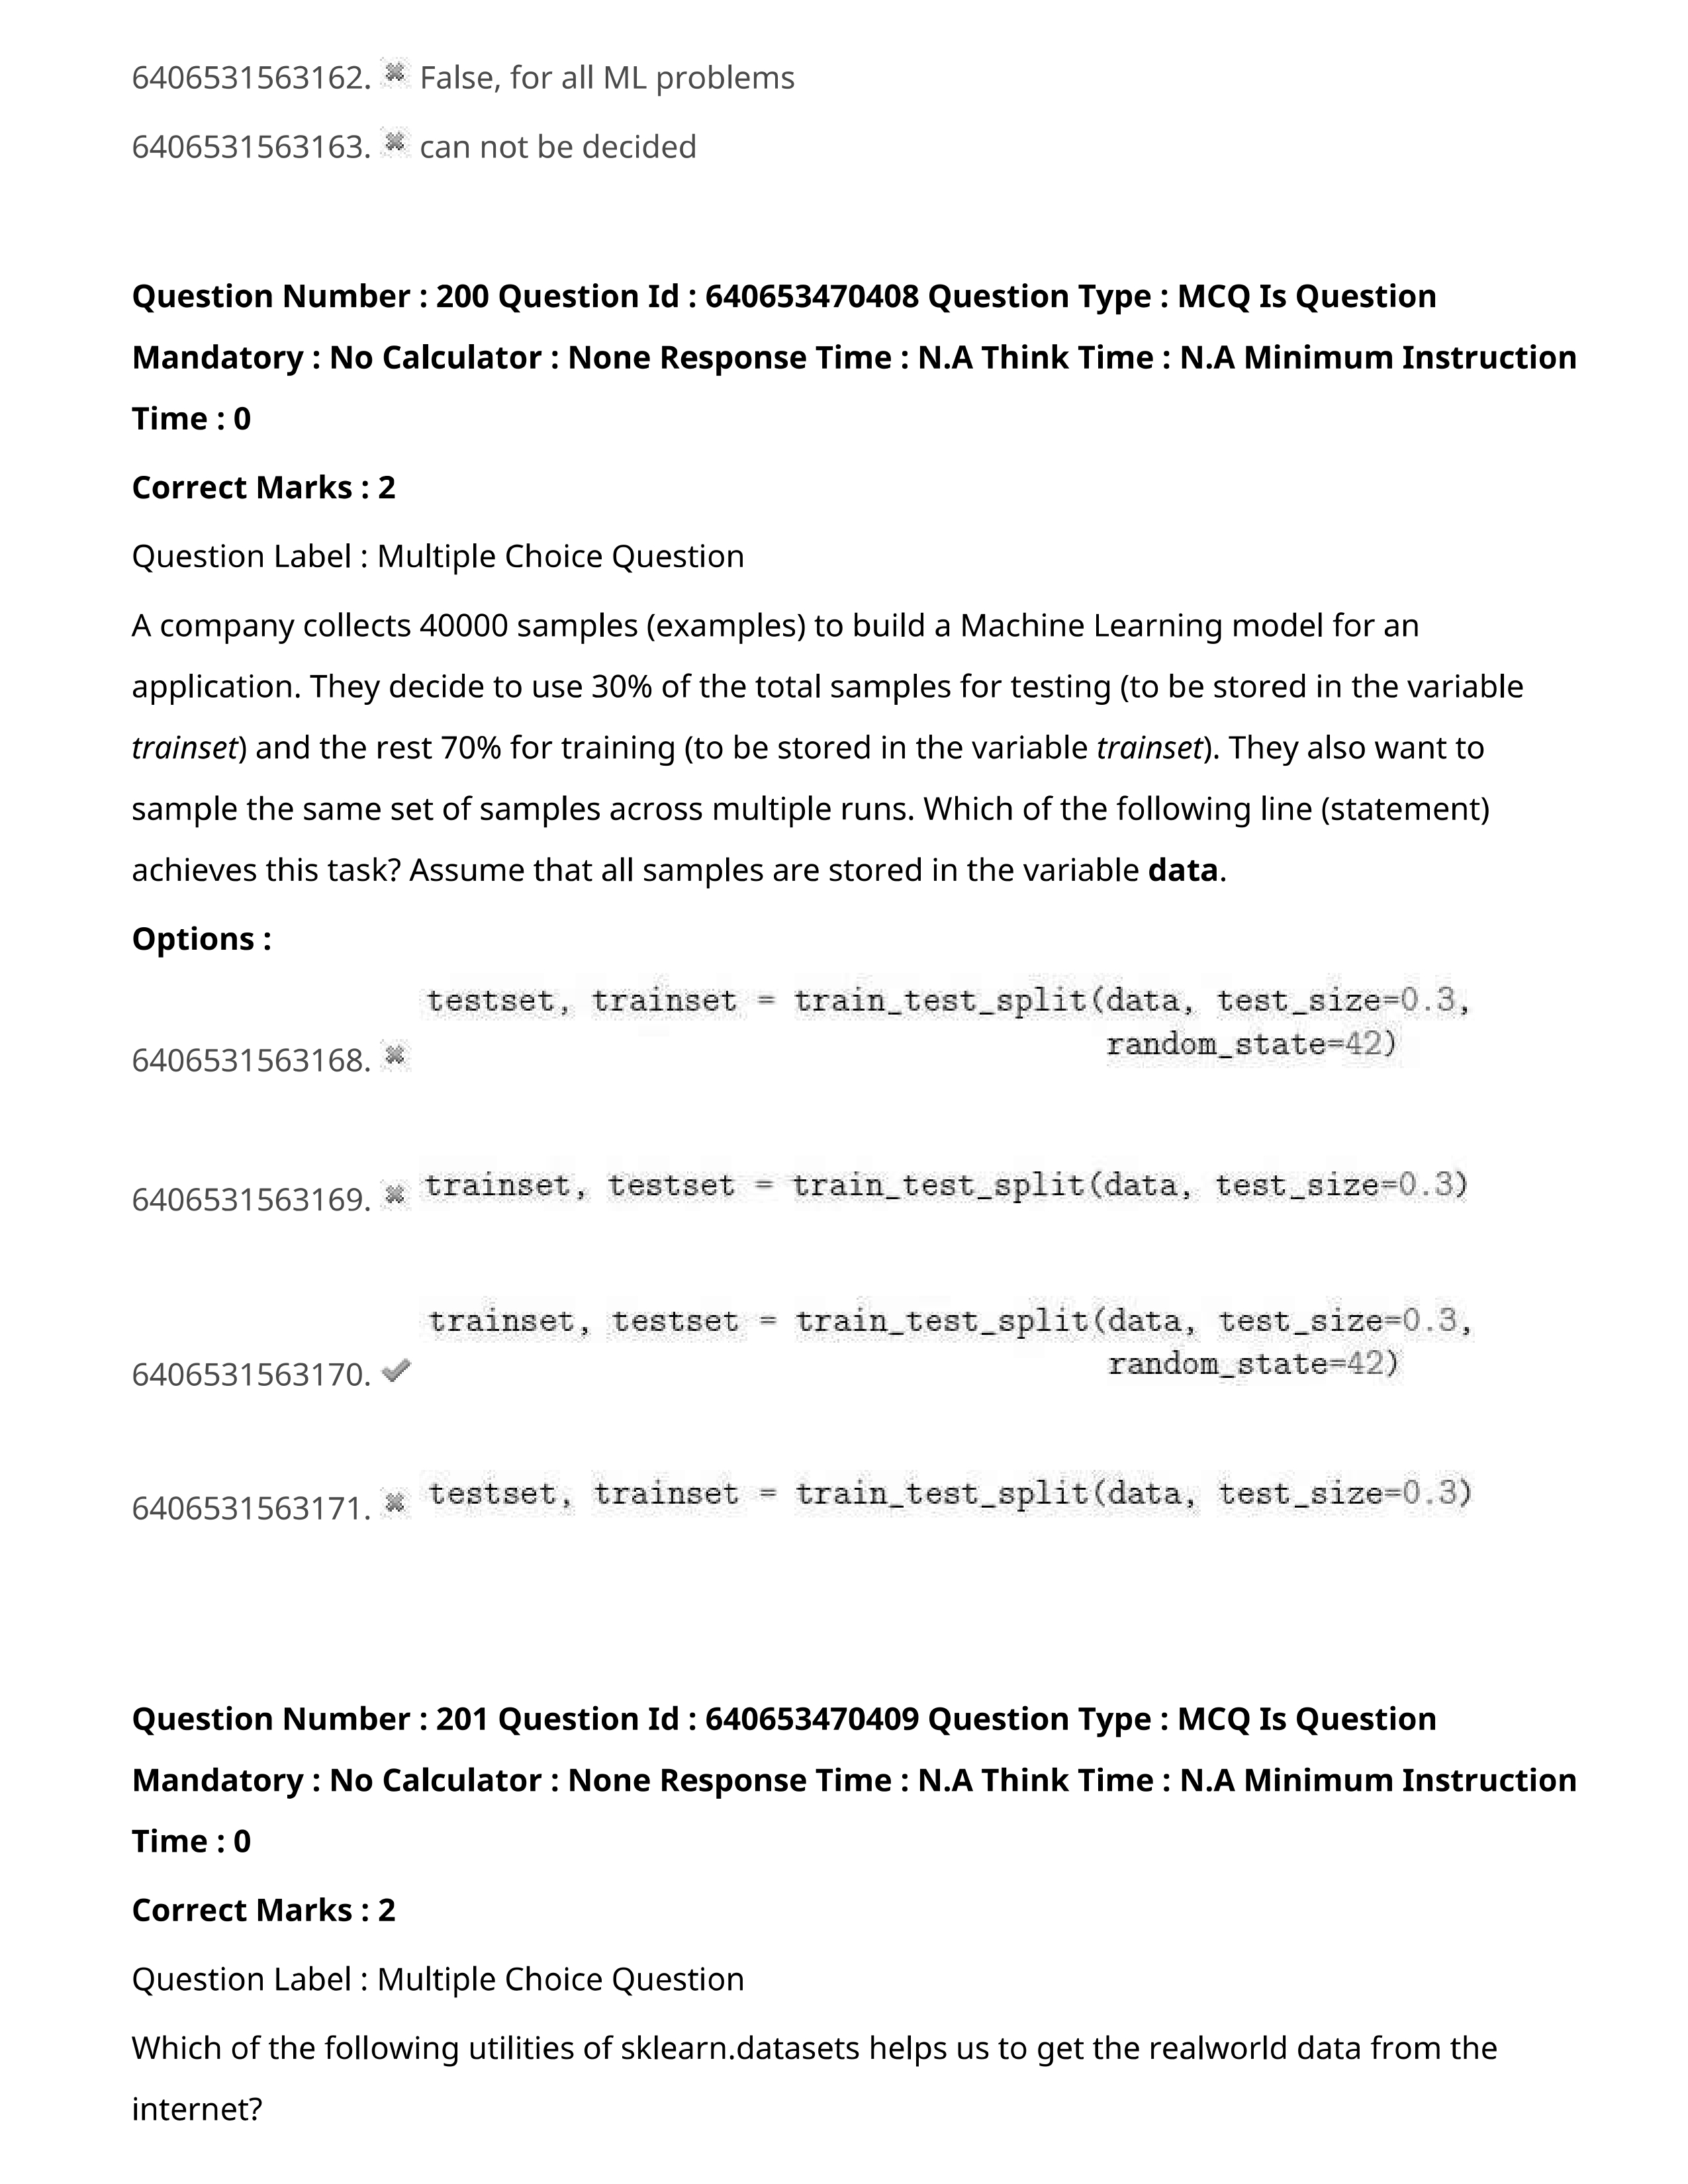 6406531563162. ✖ False, for all ML problems
6406531563163. ✖ can not be decided
Question Number : 200 Question Id : 640653470408 Question Type : MCQ Is Question
Mandatory : No Calculator : None Response Time : N.A Think Time : N.A Minimum Instruction
Time : 0
Correct Marks : 2
Question Label : Multiple Choice Question
A company collects 40000 samples (examples) to build a Machine Learning model for an
application. They decide to use 30% of the total samples for testing (to be stored in the variable
trainset) and the rest 70% for training (to be stored in the variable trainset). They also want to
sample the same set of samples across multiple runs. Which of the following line (statement)
achieves this task? Assume that all samples are stored in the variable data.
Options :
testset, trainset = train_test_split(data, test_size=0.3,
random_state=42)
6406531563168. ✖
6406531563169. ✖ trainset, testset = train_test_split(data, test_size=0.3)
trainset, testset = train_test_split(data, test_size=0.3,
random_state=42)
6406531563170. ✔
6406531563171. ✖ testset, trainset = train_test_split(data, test_size=0.3)
Question Number : 201 Question Id : 640653470409 Question Type : MCQ Is Question
Mandatory : No Calculator : None Response Time : N.A Think Time : N.A Minimum Instruction
Time : 0
Correct Marks : 2
Question Label : Multiple Choice Question
Which of the following utilities of sklearn.datasets helps us to get the realworld data from the
internet?